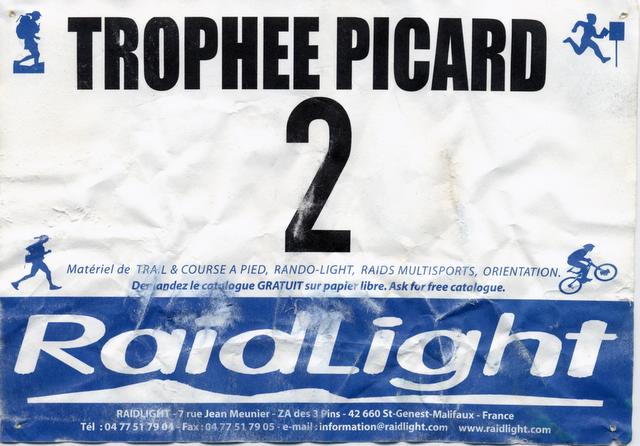 TROPHEE PICARD
2
Matériel de TRAIL & COURSE A PIED, RANDO-LIGHT, RAIDS MULTISPORTS, ORIENTATION.
Demandez le catalogue GRATUIT sur papier libre. Ask for free catalogue.
RaidLight
RAIDLIGHT - 7 rue Jean Meunier - ZA des 3 Pins - 42 660 St-Genest-Malifaux - France
Tél : 04 77 51 79 04 - Fax : 04 77 51 79 05 - e-mail : information@raidlight.com www.raidlight.com